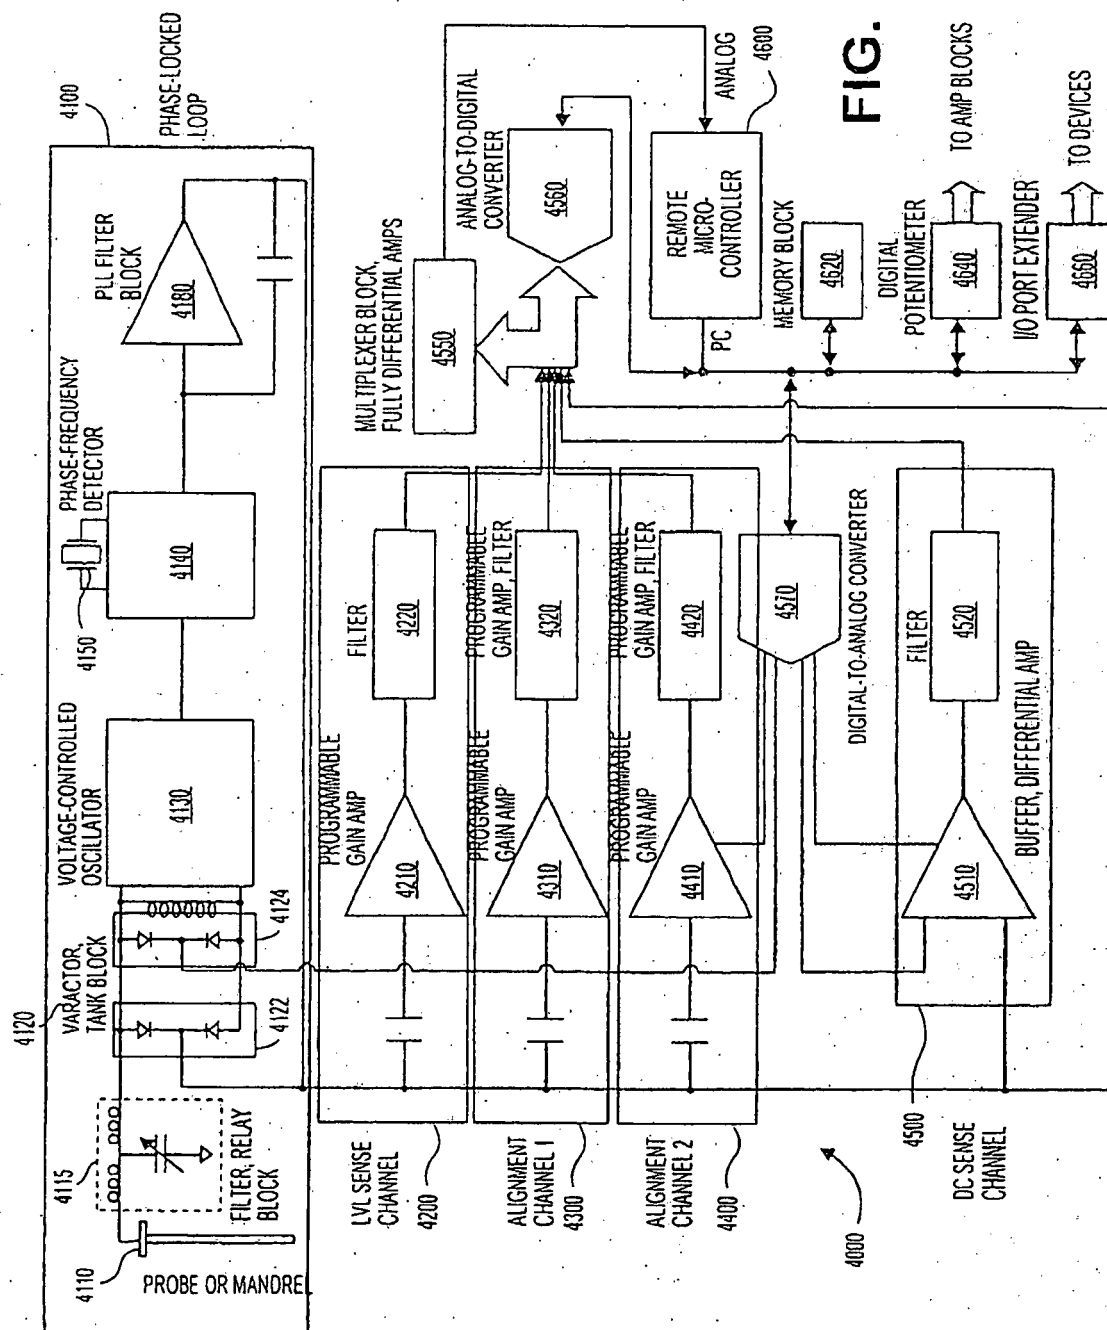 4100
PHASE-LOCKED
LOOP
PLL FILTER
BLOCK
4180
PHASE-FREQUENCY
DETECTOR
4150
4140
VOLTAGE-CONTROLLED
OSCILLATOR
4130
4120
VARACTOR,
TANK BLOCK
4124
4122
4115
FILTER, RELAY
BLOCK
4110
PROBE OR MANDREL
MULTIPLEXER BLOCK,
FULLY DIFFERENTIAL AMPS
4550
ANALOG-TO-DIGITAL
CONVERTER
4560
ANALOG
4600
REMOTE
MICRO-
CONTROLLER
PC
MEMORY BLOCK
4620
DIGITAL
POTENTIOMETER
4640
TO AMP BLOCKS
I/O PORT EXTENDER
4660
TO DEVICES
FIG.
FILTER
4220
PROGRAMMABLE
GAIN AMP
4210
LVL SENSE
CHANNEL
4200
PROGRAMMABLE
GAIN AMP, FILTER
4320
PROGRAMMABLE
GAIN AMP
4310
ALIGNMENT
CHANNEL 1
4300
PROGRAMMABLE
GAIN AMP, FILTER
4420
PROGRAMMABLE
GAIN AMP
4410
ALIGNMENT
CHANNEL 2
4400
4570
DIGITAL-TO-ANALOG CONVERTER
FILTER
4520
4510
BUFFER, DIFFERENTIAL AMP
4500
DC SENSE
CHANNEL
4000